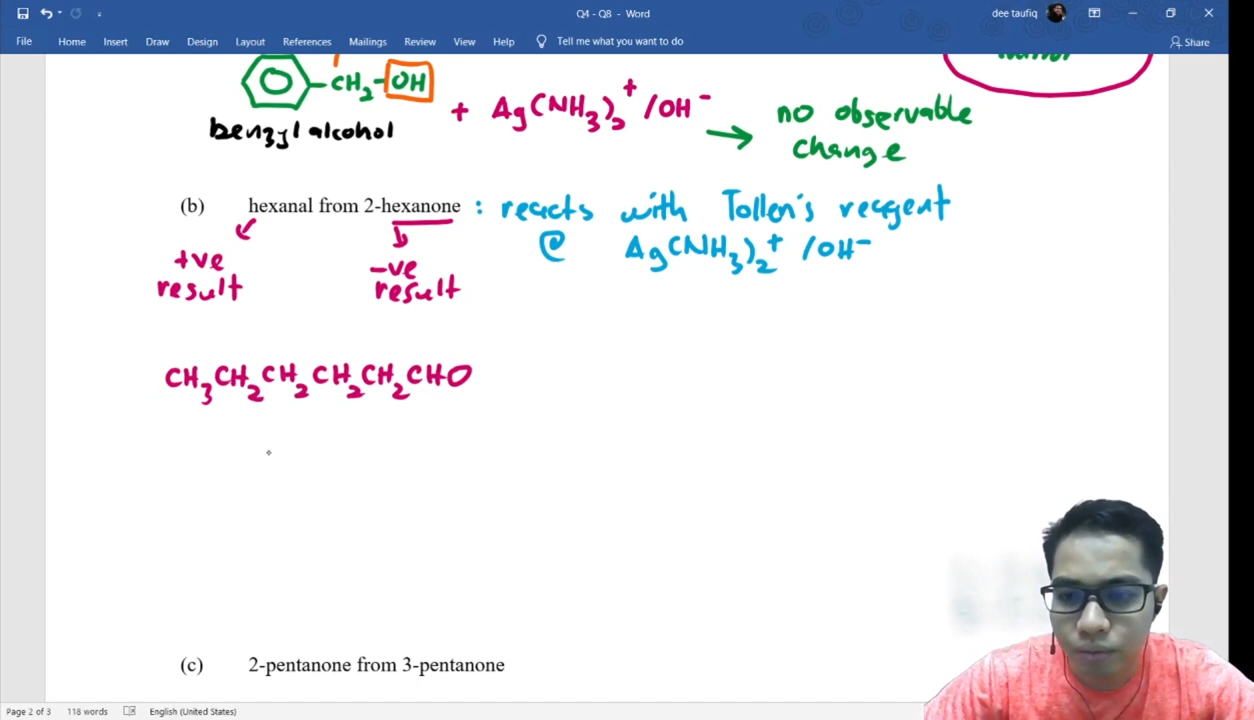 Q4 - Q8 - Word
dee taufiq
File Home Insert Draw Design Layout References Mailings Review View Help Tell me what you want to do Share
CH₂-OH
benzyl alcohol
+ Ag(NH₃)₂⁺ /OH⁻
no observable
change
(b) hexanal from 2-hexanone : reacts with Tollen's reagent
@ Ag(NH₃)₂⁺ /OH⁻
+ve
result
-ve
result
CH₃CH₂CH₂CH₂CH₂CHO
(c) 2-pentanone from 3-pentanone
Page 2 of 3 118 words English (United States)